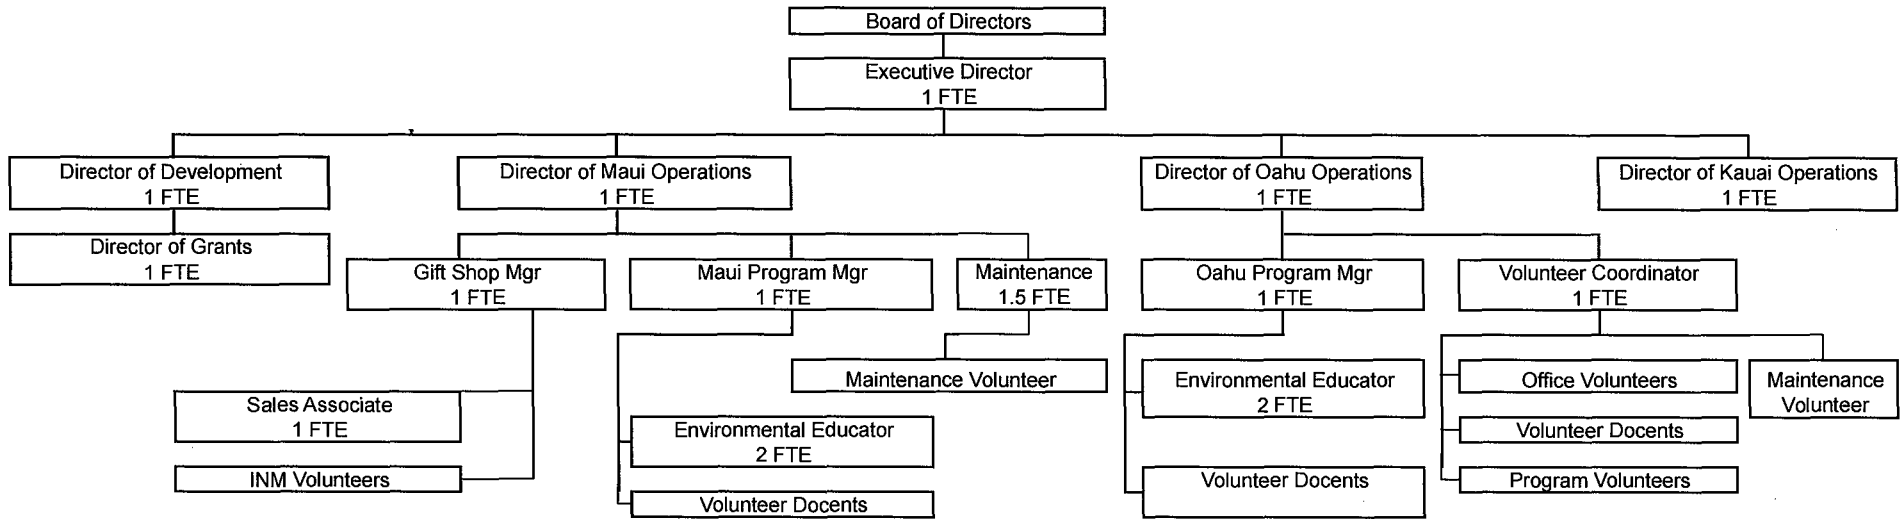 Board of Directors
Executive Director
1 FTE
Director of Development
1 FTE
Director of Maui Operations
1 FTE
Director of Oahu Operations
1 FTE
Director of Kauai Operations
1 FTE
Director of Grants
1 FTE
Gift Shop Mgr
1 FTE
Maui Program Mgr
1 FTE
Maintenance
1.5 FTE
Oahu Program Mgr
1 FTE
Volunteer Coordinator
1 FTE
Maintenance Volunteer
Environmental Educator
2 FTE
Office Volunteers
Maintenance
Volunteer
Sales Associate
1 FTE
Environmental Educator
2 FTE
Volunteer Docents
INM Volunteers
Volunteer Docents
Volunteer Docents
Program Volunteers